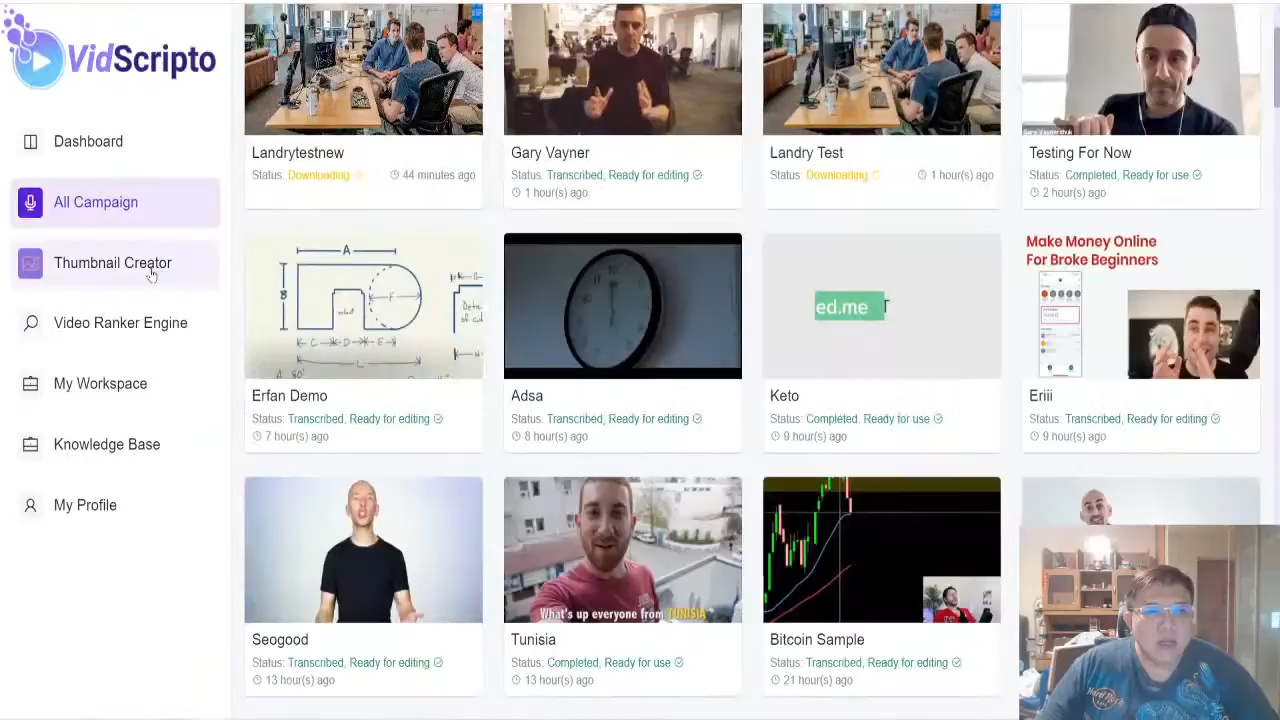 VidScripto
Dashboard
All Campaign
Thumbnail Creator
Video Ranker Engine
My Workspace
Knowledge Base
My Profile
Landrytestnew
Status: Downloading
44 minutes ago
Gary Vayner
Status: Transcribed, Ready for editing
1 hour(s) ago
Landry Test
Status: Downloading
1 hour(s) ago
Gary Vaynerchuk
Testing For Now
Status: Completed, Ready for use
2 hour(s) ago
A
B
F
C
D
E
L
Erfan Demo
Status: Transcribed, Ready for editing
7 hour(s) ago
Adsa
Status: Transcribed, Ready for editing
8 hour(s) ago
ed.me
Keto
Status: Completed, Ready for use
9 hour(s) ago
Make Money Online
For Broke Beginners
Eriii
Status: Transcribed, Ready for editing
9 hour(s) ago
Seogood
Status: Transcribed, Ready for editing
13 hour(s) ago
What's up everyone from TUNISIA
Tunisia
Status: Completed, Ready for use
13 hour(s) ago
Bitcoin Sample
Status: Transcribed, Ready for editing
21 hour(s) ago
Hard Rock